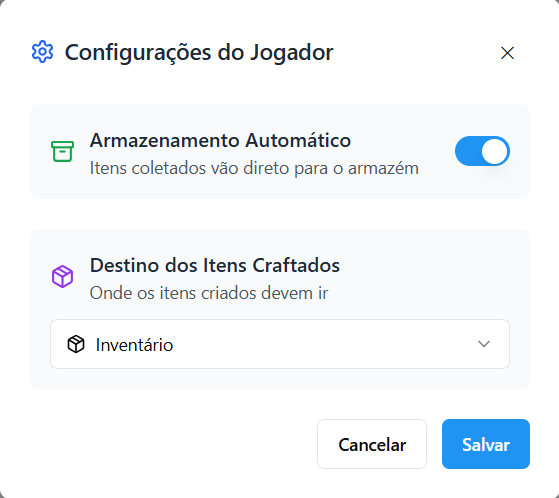 Configurações do Jogador
Armazenamento Automático
Itens coletados vão direto para o armazém
Destino dos Itens Craftados
Onde os itens criados devem ir
Inventário
Cancelar
Salvar